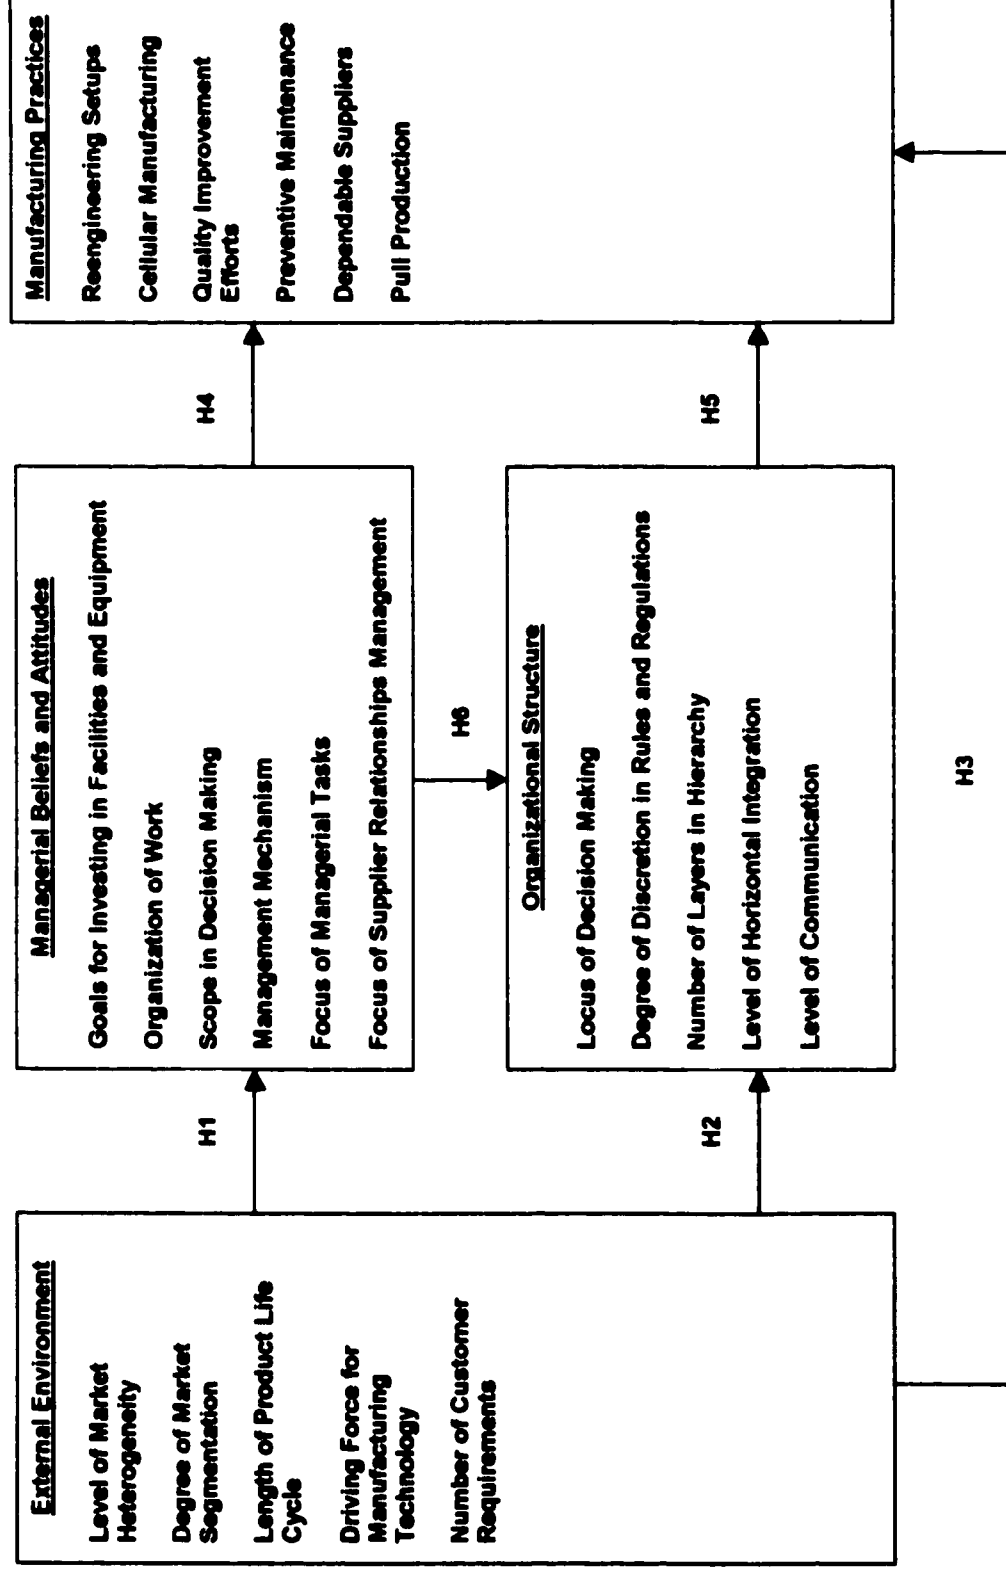 External Environment
Level of Market
Heterogeneity
Degree of Market
Segmentation
Length of Product Life
Cycle
Driving Force for
Manufacturing
Technology
Number of Customer
Requirements
H1
H2
Managerial Beliefs and Attitudes
Goals for Investing in Facilities and Equipment
Organization of Work
Scope in Decision Making
Management Mechanism
Focus of Managerial Tasks
Focus of Supplier Relationships Management
H6
Organizational Structure
Locus of Decision Making
Degree of Discretion in Rules and Regulations
Number of Layers in Hierarchy
Level of Horizontal Integration
Level of Communication
H3
H4
H5
Manufacturing Practices
Reengineering Setups
Cellular Manufacturing
Quality Improvement
Efforts
Preventive Maintenance
Dependable Suppliers
Pull Production